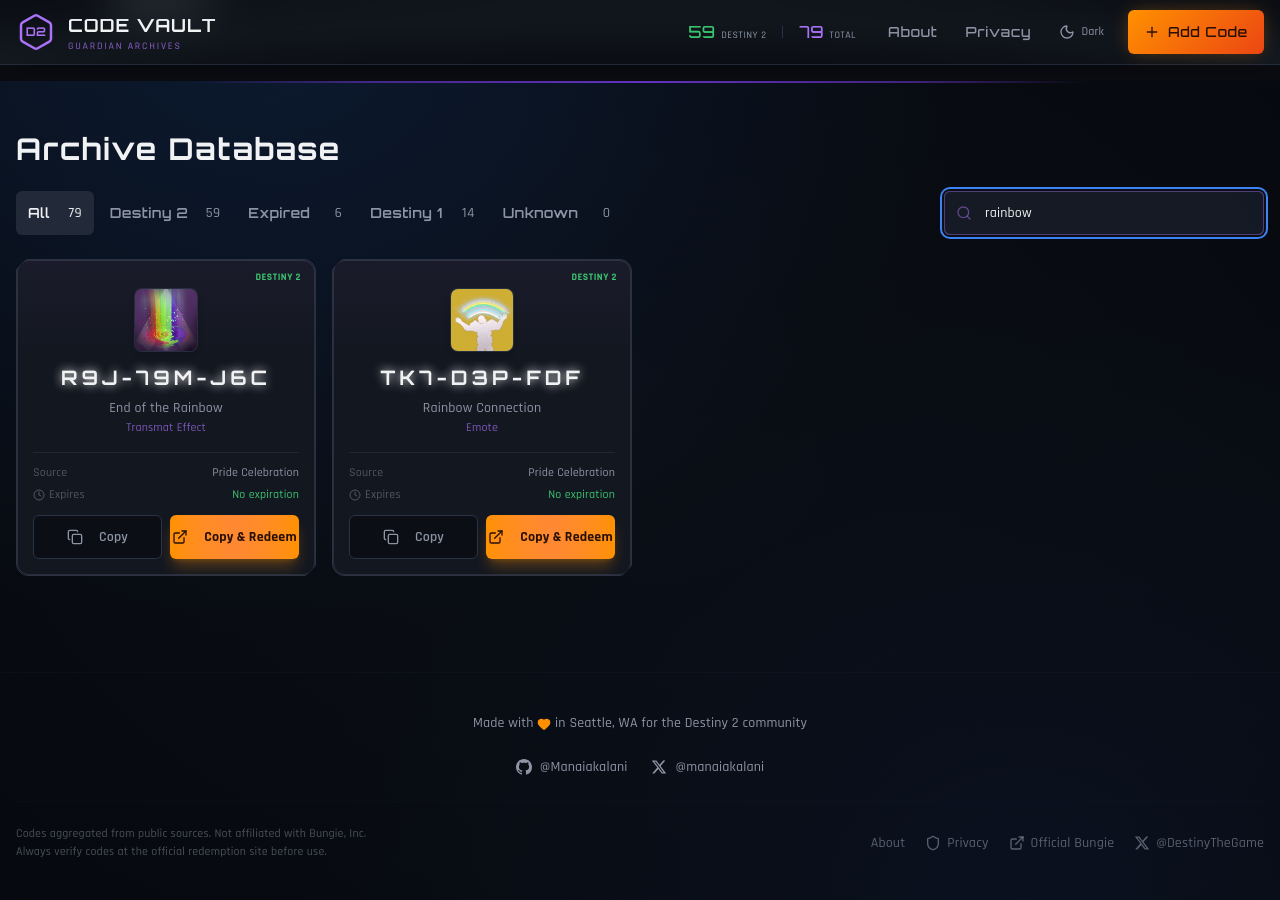 D2
CODE VAULT
GUARDIAN ARCHIVES
59 DESTINY 2
79 TOTAL
About
Privacy
Dark
Add Code
Archive Database
All 79
Destiny 2 59
Expired 6
Destiny 1 14
Unknown 0
rainbow
DESTINY 2
R9J-79M-J6C
End of the Rainbow
Transmat Effect
Source Pride Celebration
Expires No expiration
Copy
Copy & Redeem
DESTINY 2
TK7-D3P-FDF
Rainbow Connection
Emote
Source Pride Celebration
Expires No expiration
Copy
Copy & Redeem
Made with 🧡 in Seattle, WA for the Destiny 2 community
@Manaiakalani
@manaiakalani
Codes aggregated from public sources. Not affiliated with Bungie, Inc.
Always verify codes at the official redemption site before use.
About
Privacy
Official Bungie
@DestinyTheGame